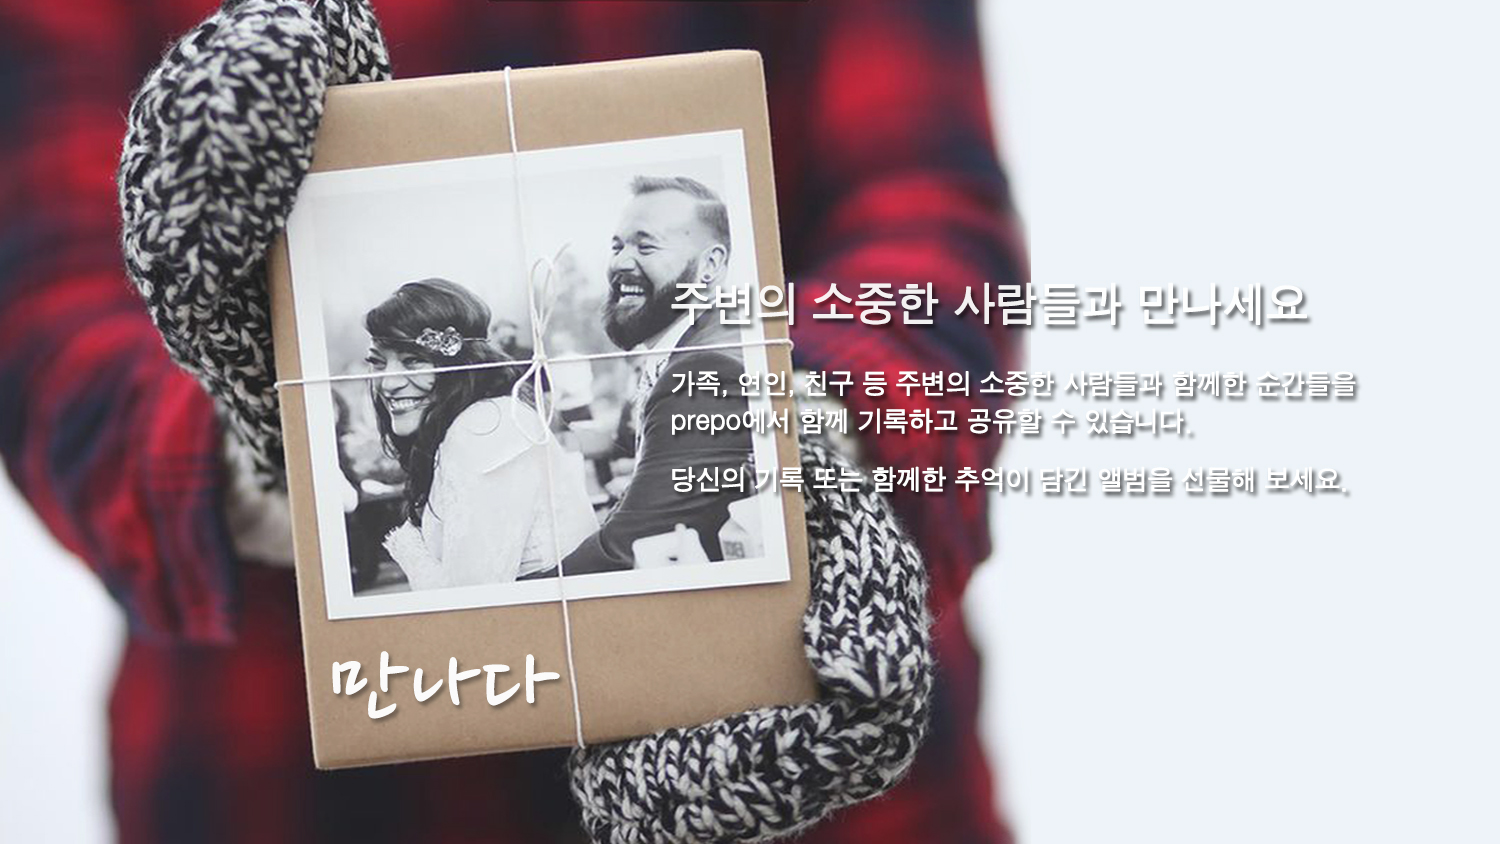 주변의 소중한 사람들과 만나세요
가족, 연인, 친구 등 주변의 소중한 사람들과 함께한 순간들을
prepo에서 함께 기록하고 공유할 수 있습니다.
당신의 기록 또는 함께한 추억이 담긴 앨범을 선물해 보세요.
만나다